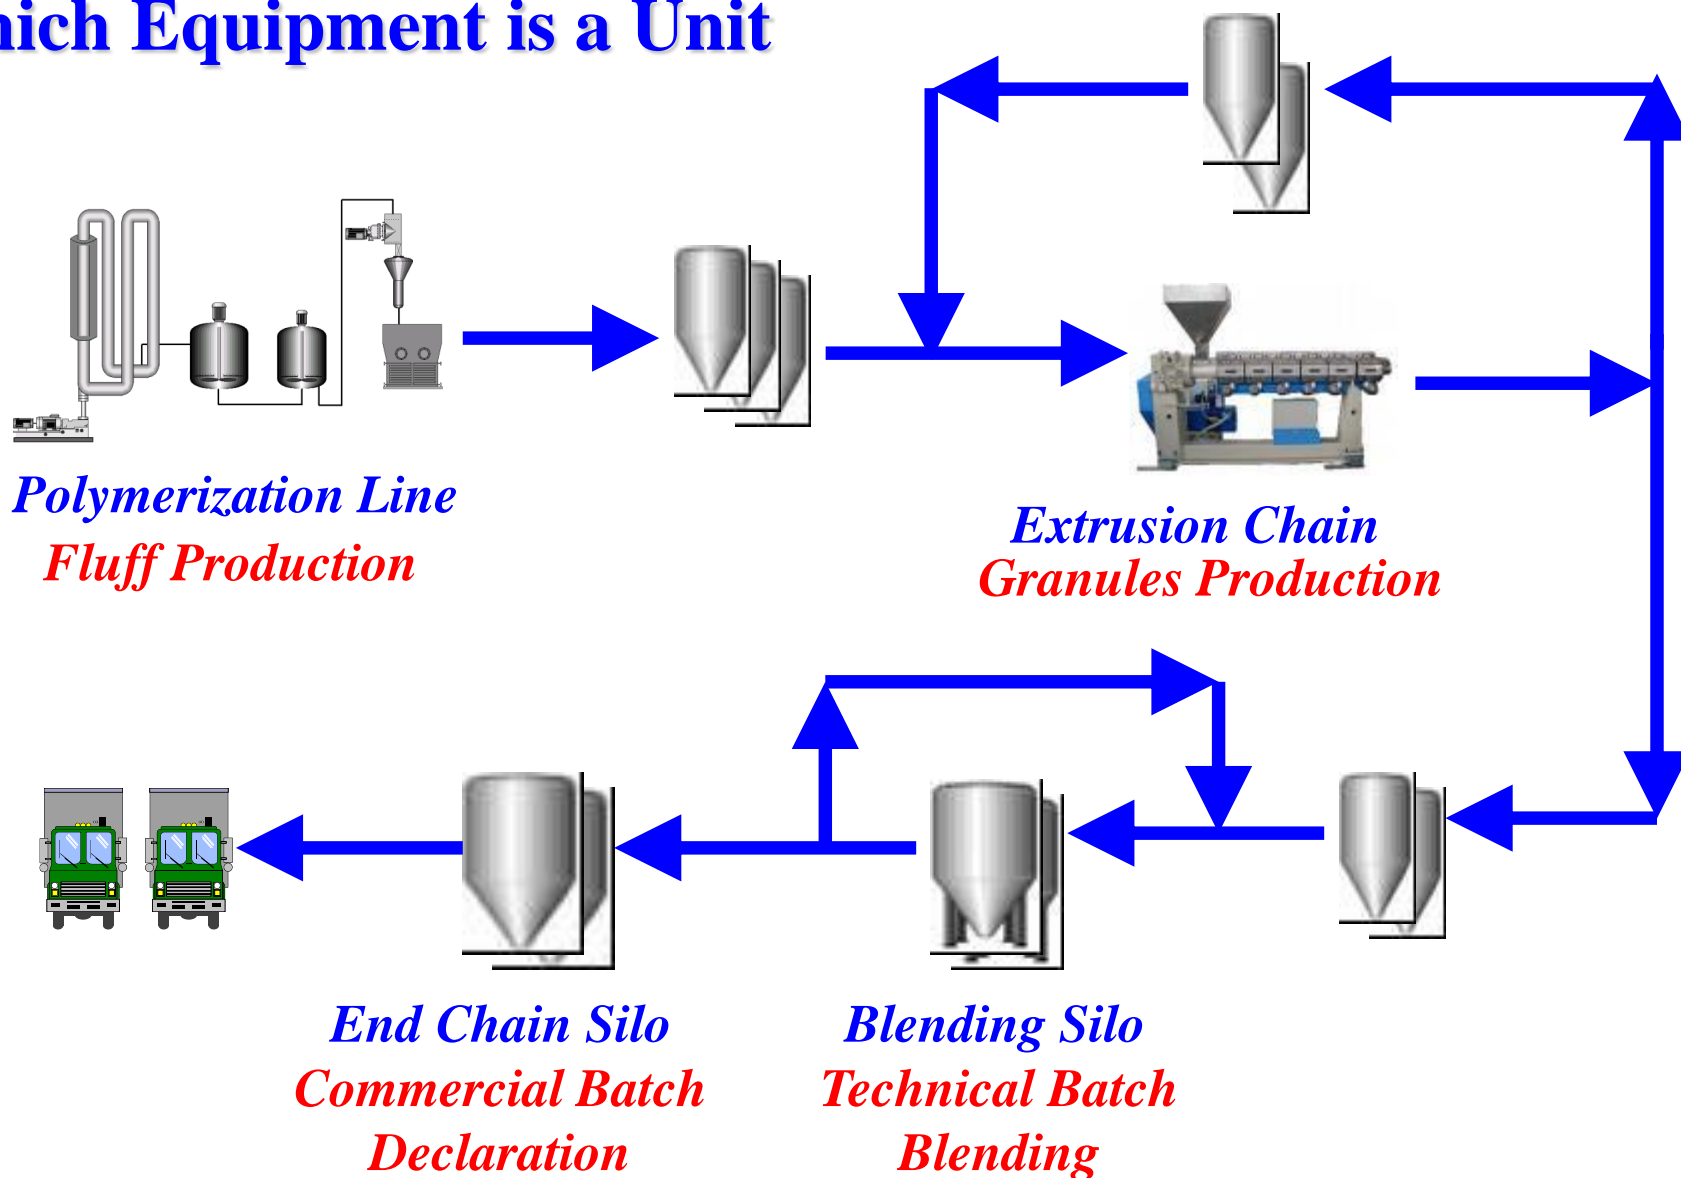 Equipment is a Unit
Polymerization Line
Fluff Production
Extrusion Chain
Granules Production
End Chain Silo
Commercial Batch
Declaration
Blending Silo
Technical Batch
Blending